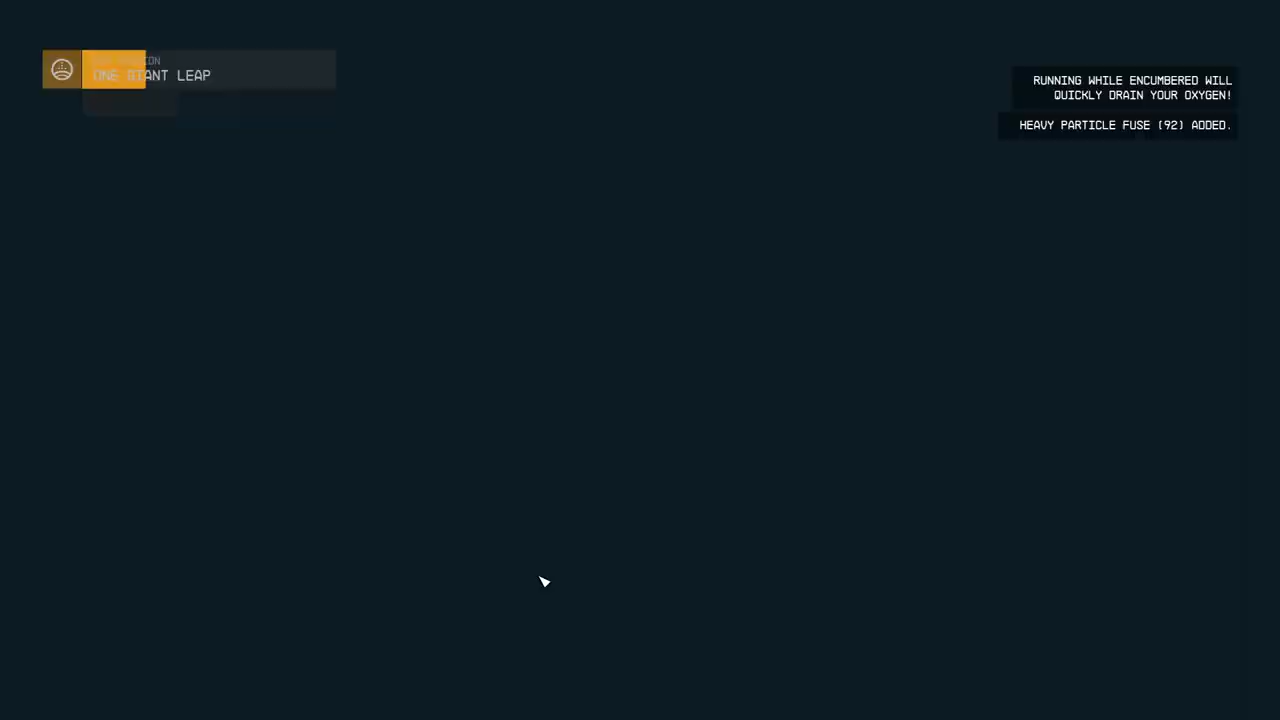 ONE GIANT LEAP
RUNNING WHILE ENCUMBERED WILL
QUICKLY DRAIN YOUR OXYGEN!
HEAVY PARTICLE FUSE (92) ADDED.